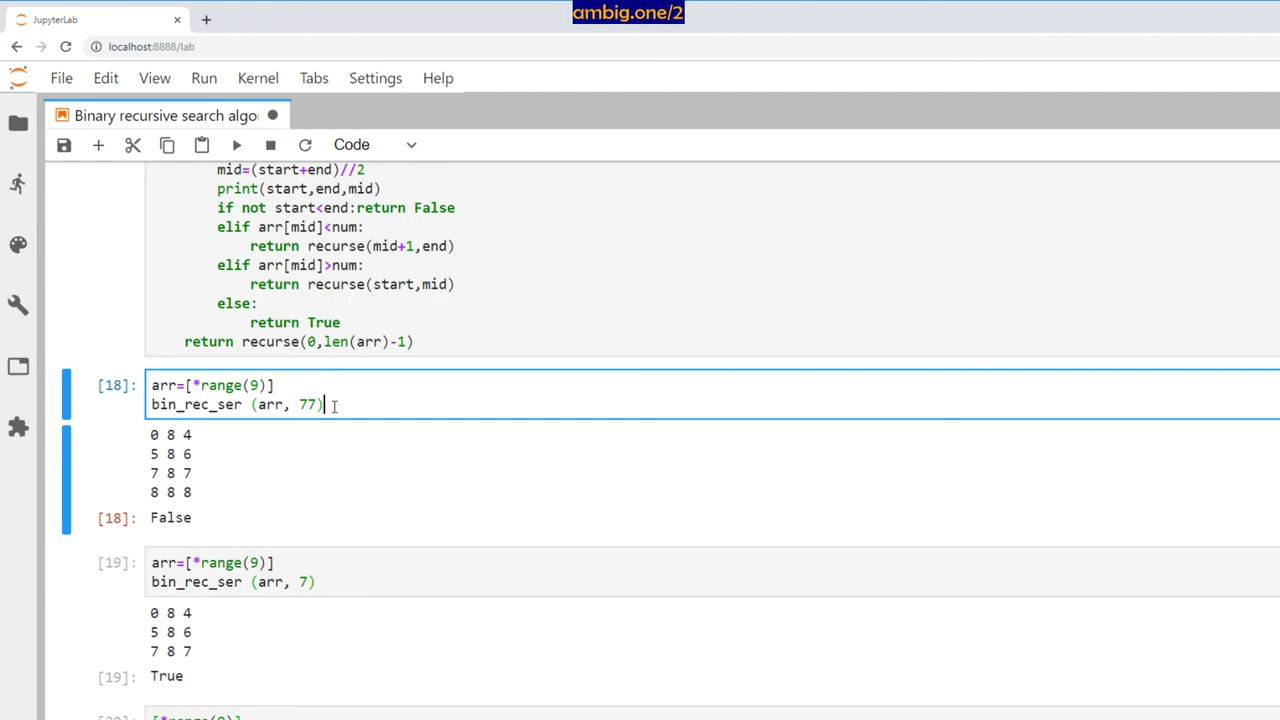 ambig.one/2
JupyterLab
localhost:8888/lab
File Edit View Run Kernel Tabs Settings Help
Binary recursive search algo
Code
mid=(start+end)//2
print(start,end,mid)
if not start<end:return False
elif arr[mid]<num:
return recurse(mid+1,end)
elif arr[mid]>num:
return recurse(start,mid)
else:
return True
return recurse(0,len(arr)-1)
[18]: arr=[*range(9)]
bin_rec_ser (arr, 77)
0 8 4
5 8 6
7 8 7
8 8 8
[18]: False
[19]: arr=[*range(9)]
bin_rec_ser (arr, 7)
0 8 4
5 8 6
7 8 7
[19]: True